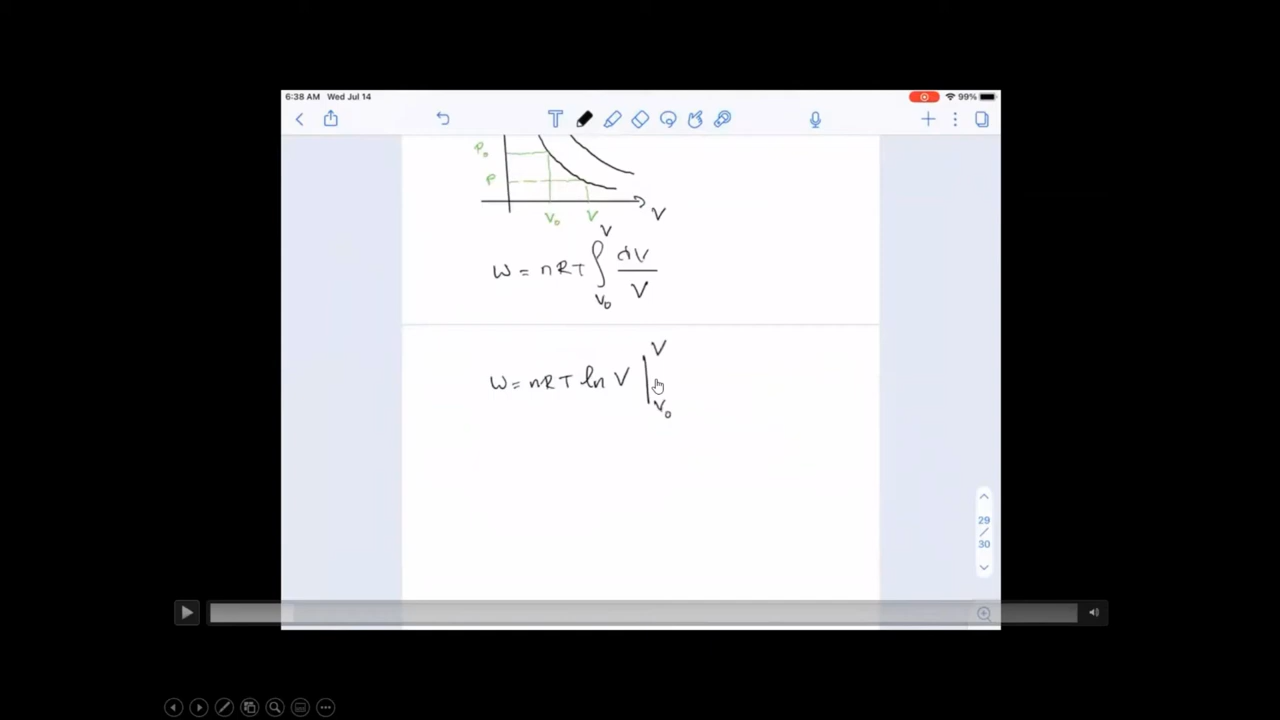 6:38 AM Wed Jul 14
99%
T
P₀
P
V₀ V
V
W = nRT ∫_{V₀}^{V} dV/V
W = nRT ln V |_{V₀}^{V}
29
/
30